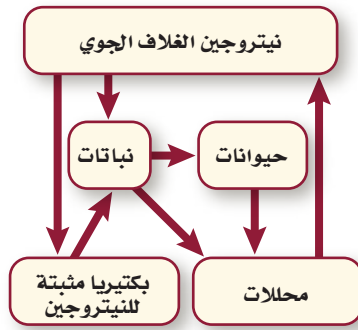 نيتروجين الغلاف الجوي
نباتات
حيوانات
بكتيريا مثبتة
للنيتروجين
محللات